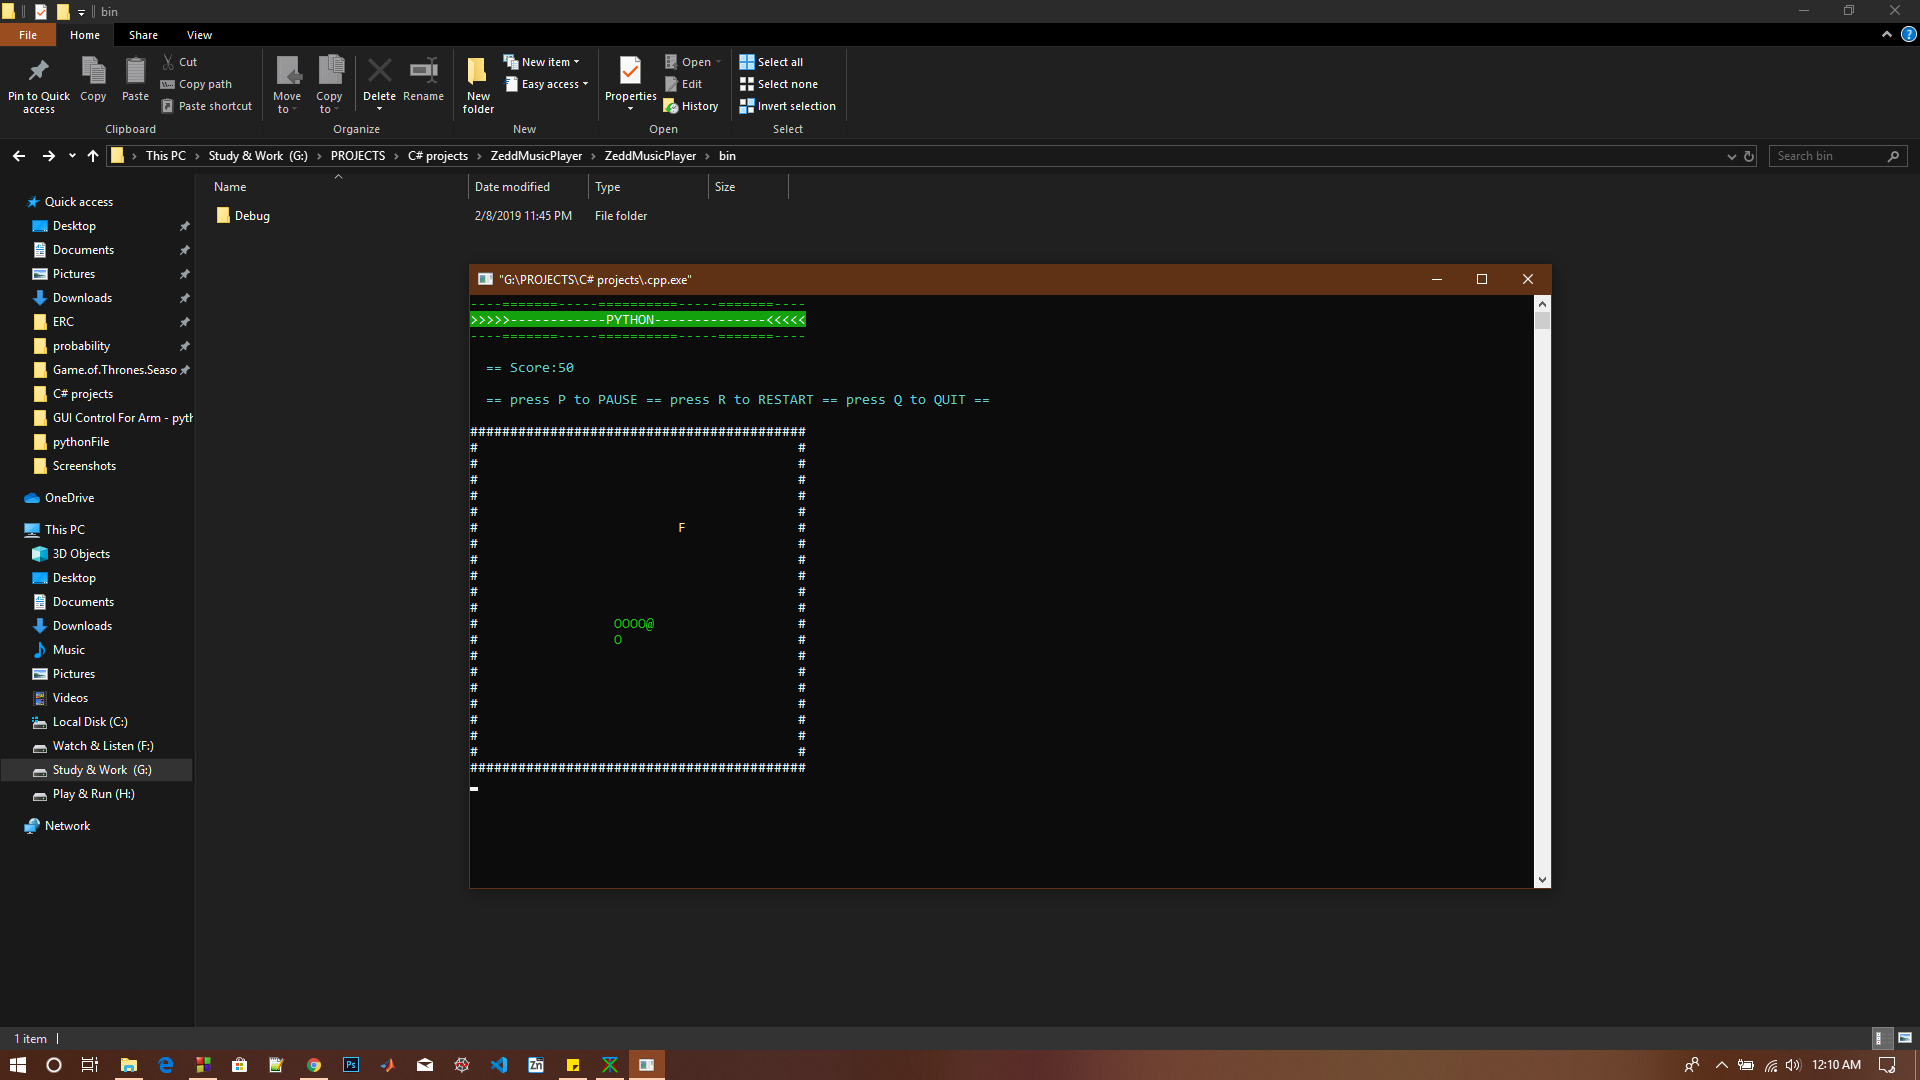 bin
File Home Share View
Pin to Quick access
Copy
Paste
Cut
Copy path
Paste shortcut
Clipboard
Move to
Copy to
Delete
Rename
Organize
New folder
New item
Easy access
New
Properties
Open
Edit
History
Open
Select all
Select none
Invert selection
Select
This PC > Study & Work (G:) > PROJECTS > C# projects > ZeddMusicPlayer > ZeddMusicPlayer > bin
Search bin
Name Date modified Type Size
Debug 2/8/2019 11:45 PM File folder
Quick access
Desktop
Documents
Pictures
Downloads
ERC
probability
Game.of.Thrones.Seaso
C# projects
GUI Control For Arm - pyth
pythonFile
Screenshots
OneDrive
This PC
3D Objects
Desktop
Documents
Downloads
Music
Pictures
Videos
Local Disk (C:)
Watch & Listen (F:)
Study & Work (G:)
Play & Run (H:)
Network
"G:\PROJECTS\C# projects\.cpp.exe"
----=======-----==========-----=======----
>>>>>------------PYTHON--------------<<<<<
----=======-----==========-----=======----
== Score:50
== press P to PAUSE == press R to RESTART == press Q to QUIT ==
##########################################
# #
# #
# #
# #
# #
# F #
# #
# #
# #
# #
# #
# OOOO@ #
# O #
# #
# #
# #
# #
# #
# #
# #
##########################################
1 item
Ps
Zn
12:10 AM